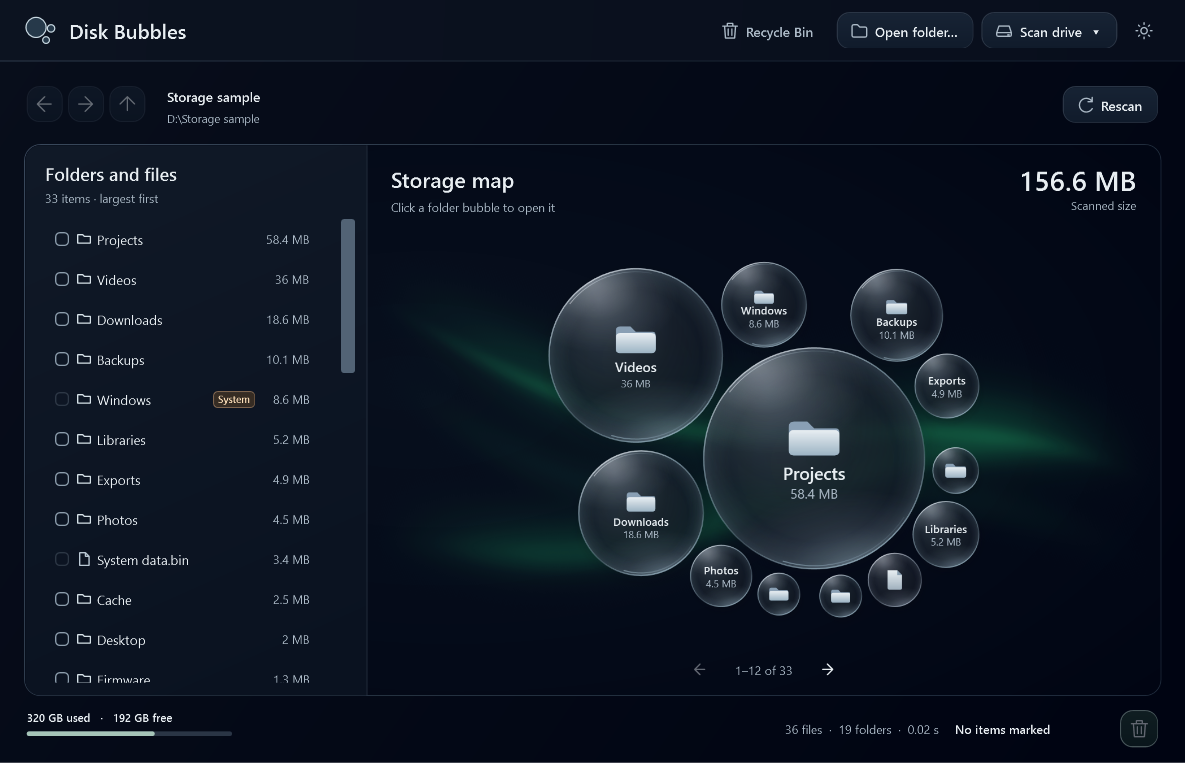 Disk Bubbles
Recycle Bin
Open folder...
Scan drive
Storage sample
D:\Storage sample
Rescan
Folders and files
33 items · largest first
Projects 58.4 MB
Videos 36 MB
Downloads 18.6 MB
Backups 10.1 MB
Windows System 8.6 MB
Libraries 5.2 MB
Exports 4.9 MB
Photos 4.5 MB
System data.bin 3.4 MB
Cache 2.5 MB
Desktop 2 MB
Firmware 1.3 MB
Storage map
Click a folder bubble to open it
156.6 MB
Scanned size
Videos
36 MB
Windows
8.6 MB
Backups
10.1 MB
Exports
4.9 MB
Projects
58.4 MB
Downloads
18.6 MB
Libraries
5.2 MB
Photos
4.5 MB
1–12 of 33
320 GB used · 192 GB free
36 files · 19 folders · 0.02 s No items marked